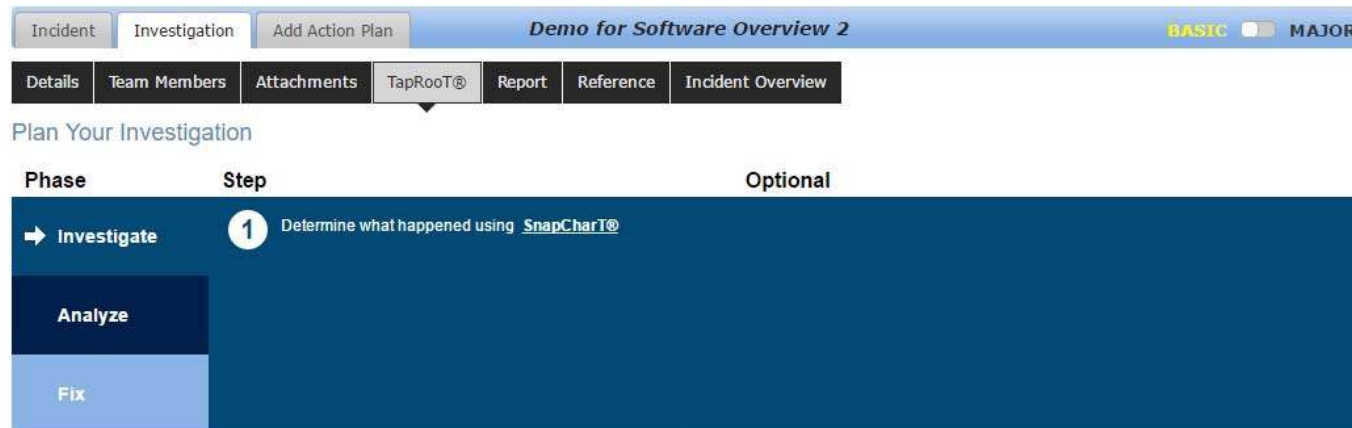 Incident Investigation Add Action Plan Demo for Software Overview 2 BASIC MAJOR
Details Team Members Attachments TapRooT® Report Reference Incident Overview
Plan Your Investigation
Phase Step Optional
Investigate 1 Determine what happened using SnapCharT®
Analyze
Fix